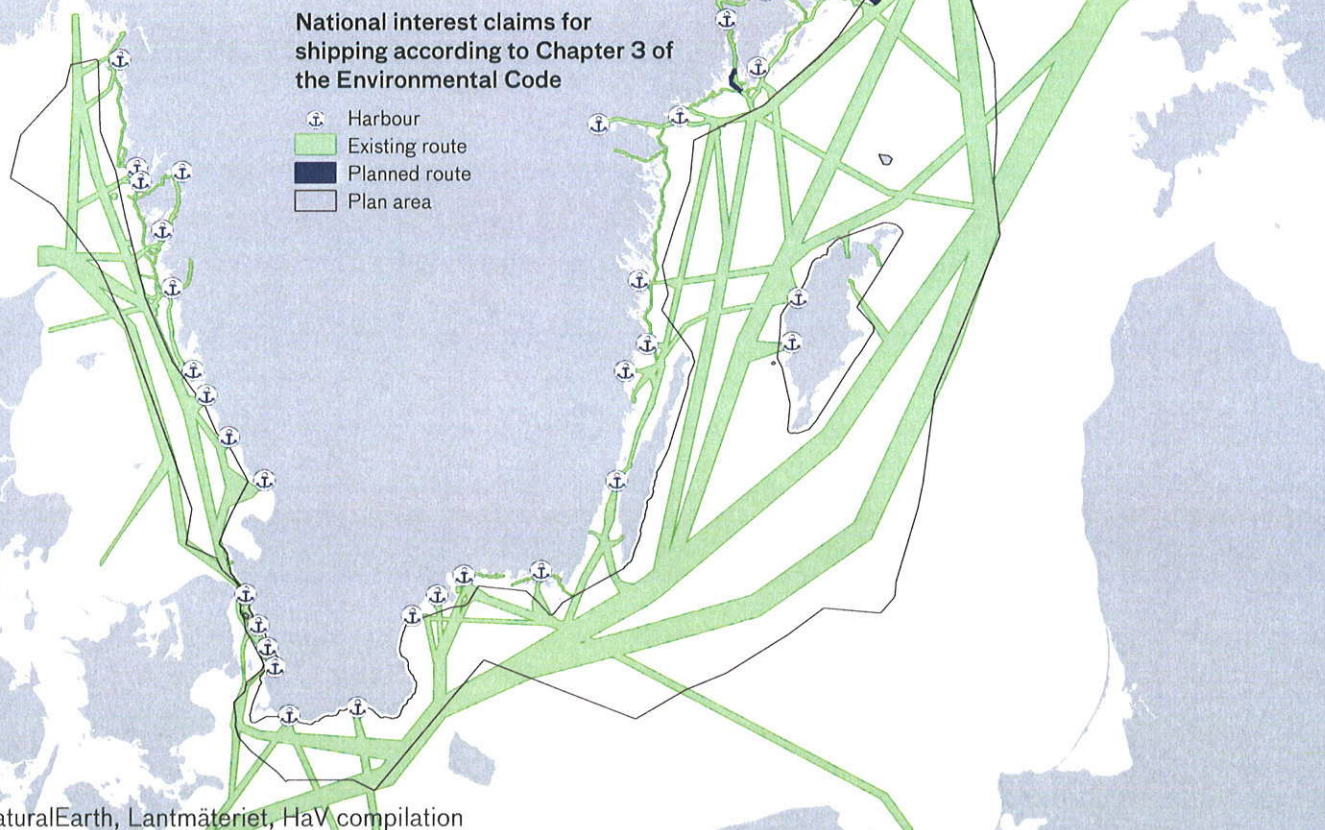 National interest claims for
shipping according to Chapter 3 of
the Environmental Code
Harbour
Existing route
Planned route
Plan area
aturalEarth, Lantmäteriet, HaV compilation